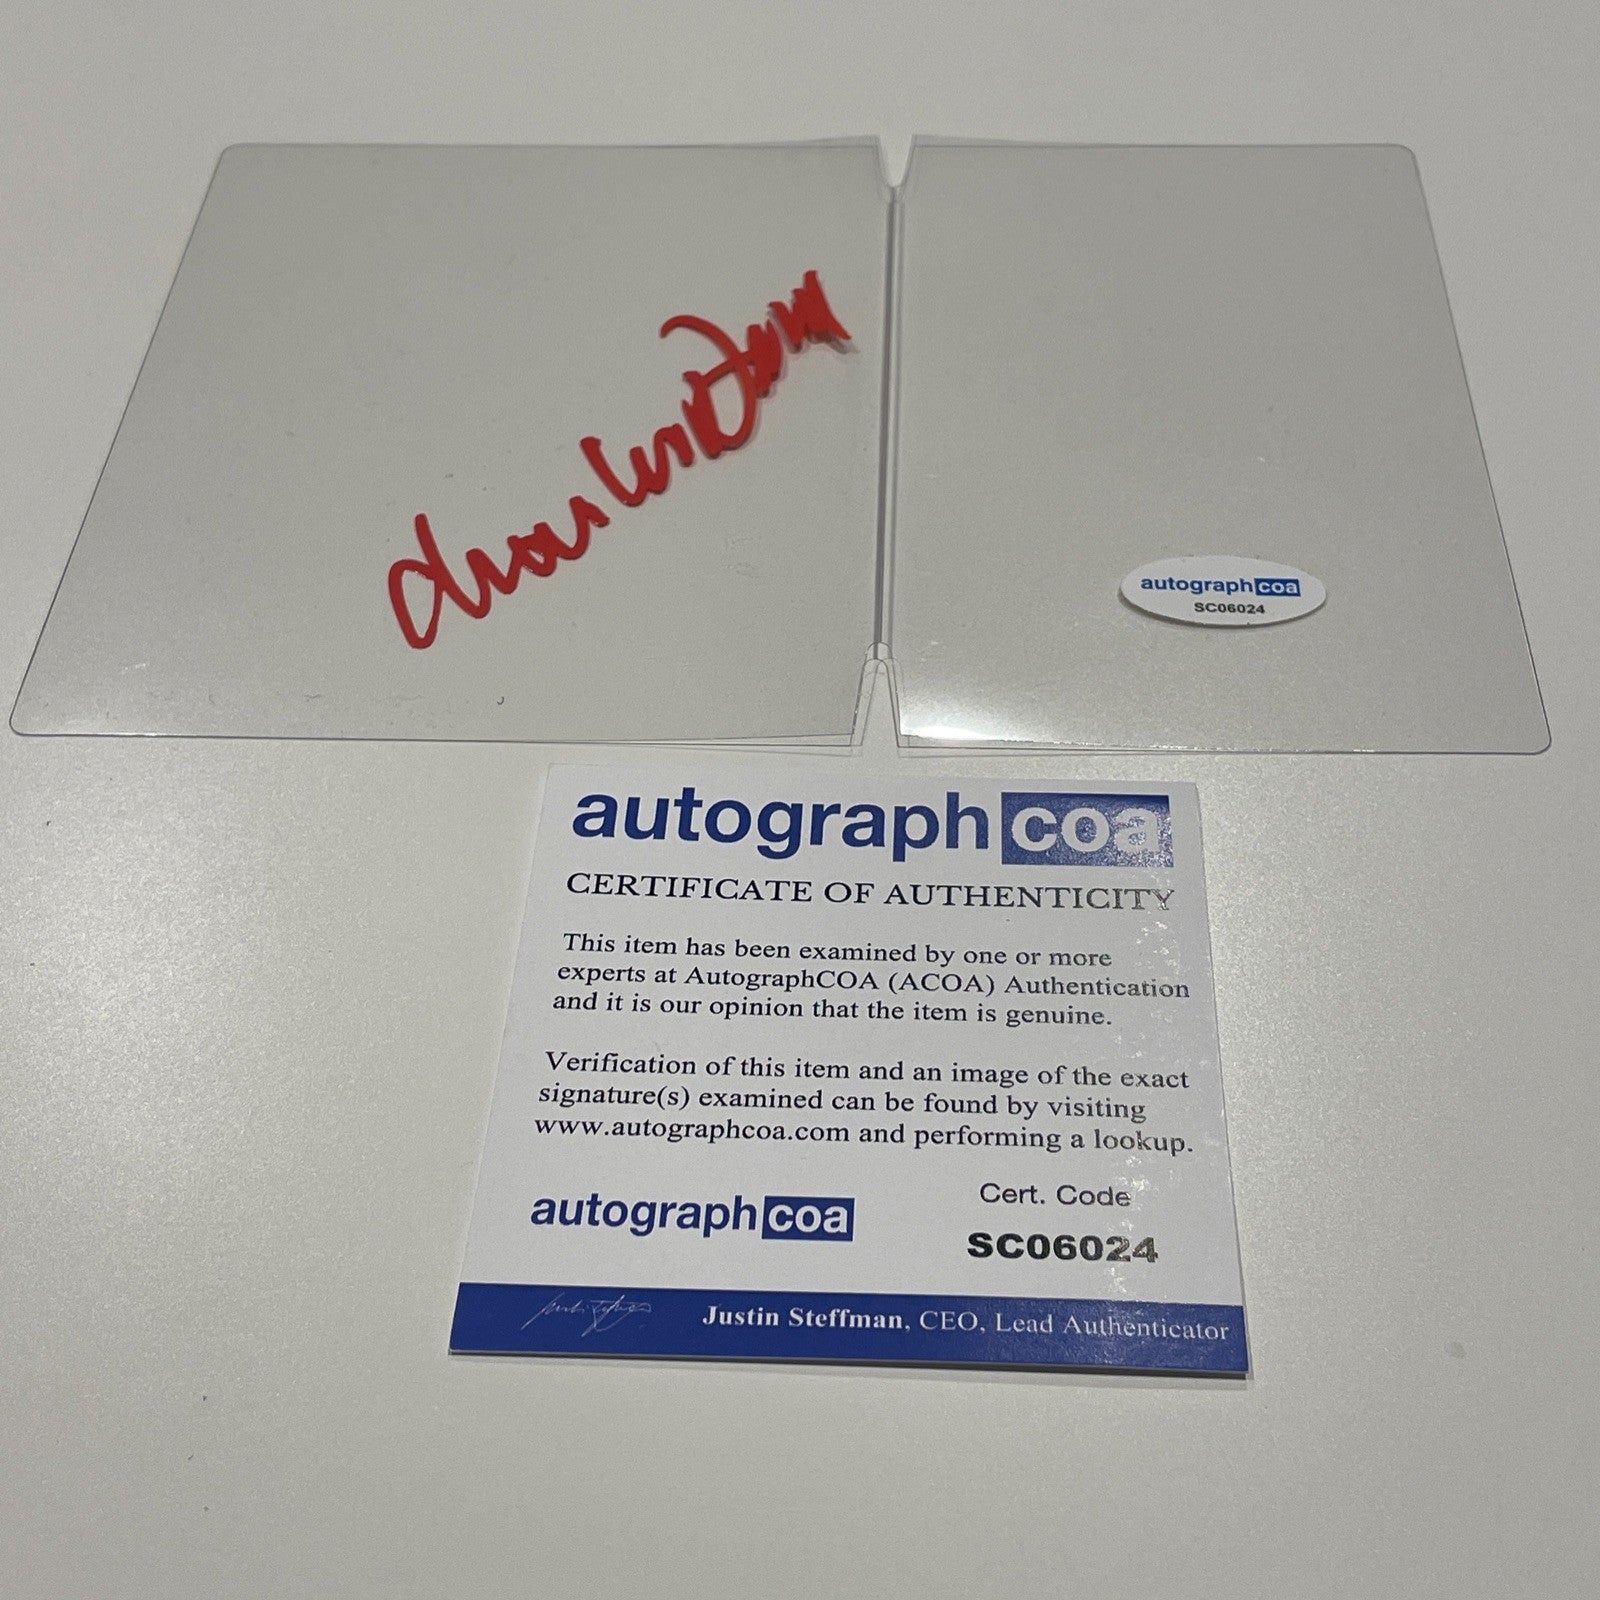 autographcoa
SC06024
autographcoa
CERTIFICATE OF AUTHENTICITY
This item has been examined by one or more
experts at AutographCOA (ACOA) Authentication
and it is our opinion that the item is genuine.
Verification of this item and an image of the exact
signature(s) examined can be found by visiting
www.autographcoa.com and performing a lookup.
Cert. Code
autographcoa
SC06024
Justin Steffman, CEO, Lead Authenticator